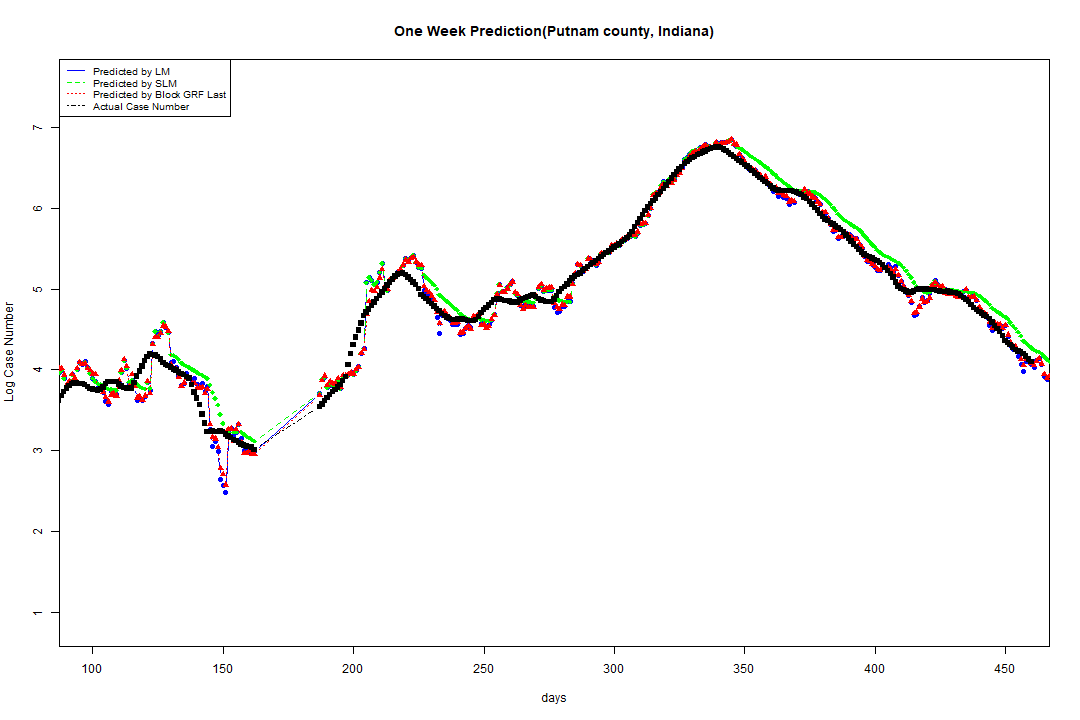 One Week Prediction(Putnam county, Indiana)
Predicted by LM
Predicted by SLM
Predicted by Block GRF Last
Actual Case Number
Log Case Number
7
6
5
4
3
2
1
100 150 200 250 300 350 400 450
days